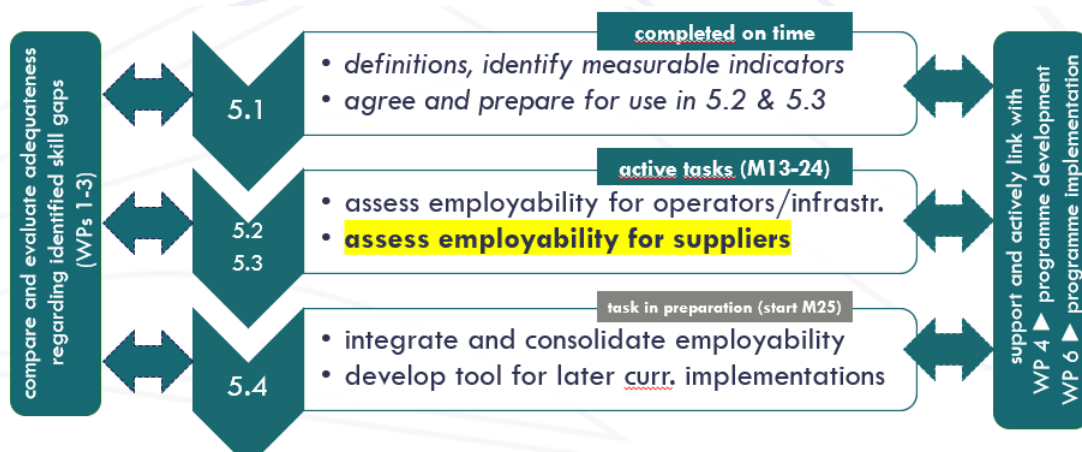 compare and evaluate adequateness
regarding identified skill gaps
(WPs 1-3)
5.1
completed on time
• definitions, identify measurable indicators
• agree and prepare for use in 5.2 & 5.3
5.2
5.3
active tasks (M13-24)
• assess employability for operators/infrastr.
• assess employability for suppliers
5.4
task in preparation (start M25)
• integrate and consolidate employability
• develop tool for later curr. implementations
support and actively link with
WP 4 ▶ programme development
WP 6 ▶ programme implementation